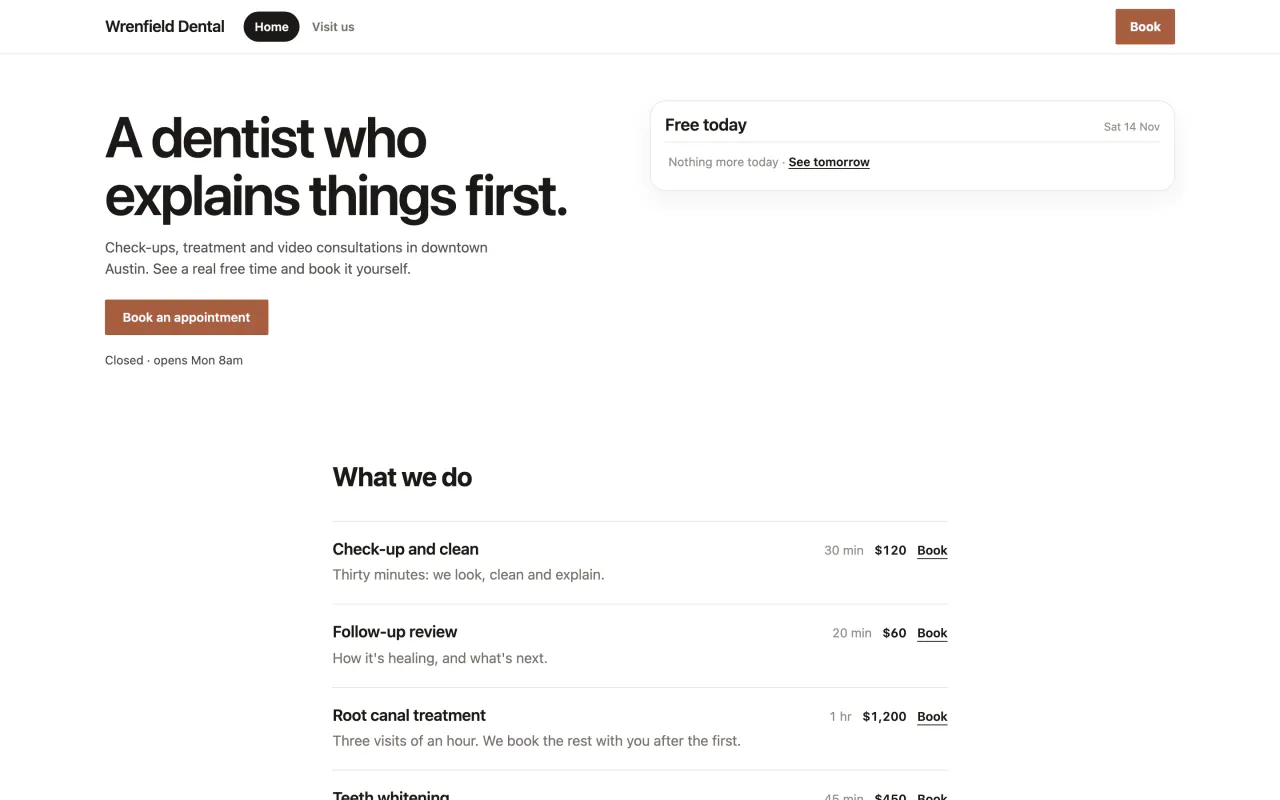 Wrenfield Dental Home Visit us Book
A dentist who
explains things first.
Check-ups, treatment and video consultations in downtown
Austin. See a real free time and book it yourself.
Book an appointment
Closed · opens Mon 8am
Free today Sat 14 Nov
Nothing more today · See tomorrow
What we do
Check-up and clean 30 min $120 Book
Thirty minutes: we look, clean and explain.
Follow-up review 20 min $60 Book
How it's healing, and what's next.
Root canal treatment 1 hr $1,200 Book
Three visits of an hour. We book the rest with you after the first.
Teeth whitening 45 min $450 Book